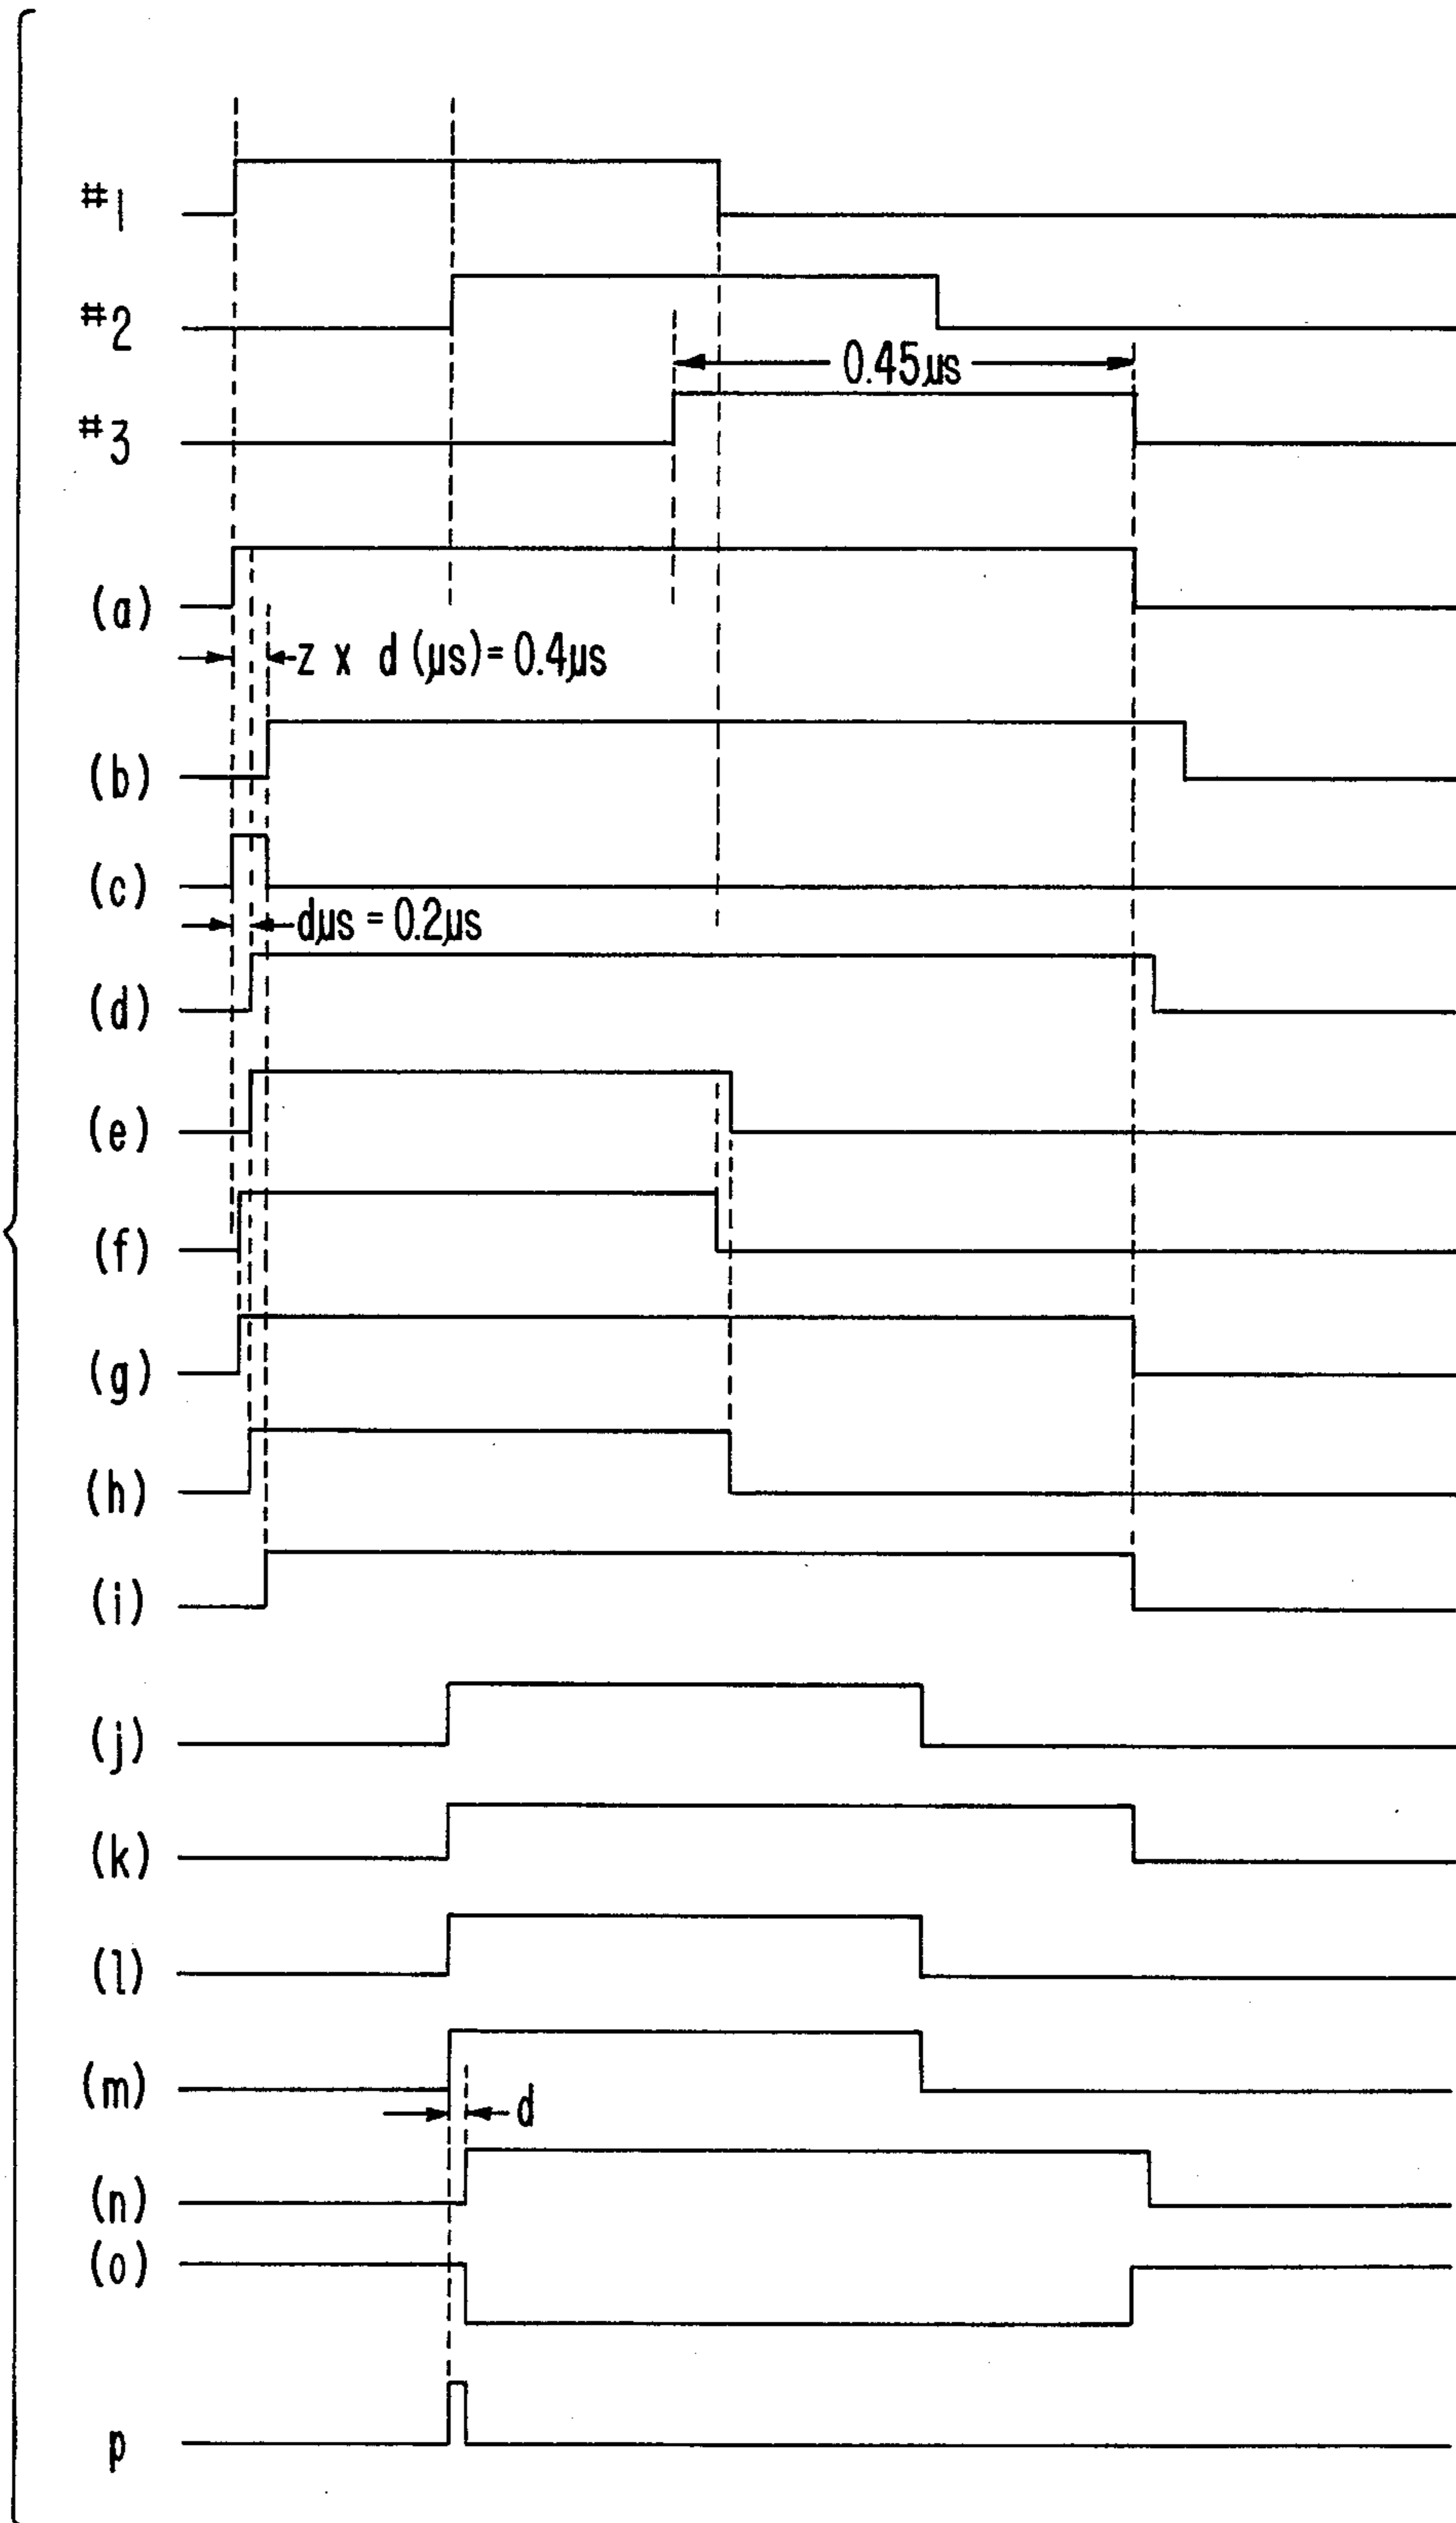 #1
#2
0.45μs
#3
(a)
z x d (μs) = 0.4μs
(b)
(c)
dμs = 0.2μs
(d)
(e)
(f)
(g)
(h)
(i)
(j)
(k)
(l)
(m)
d
(n)
(o)
p